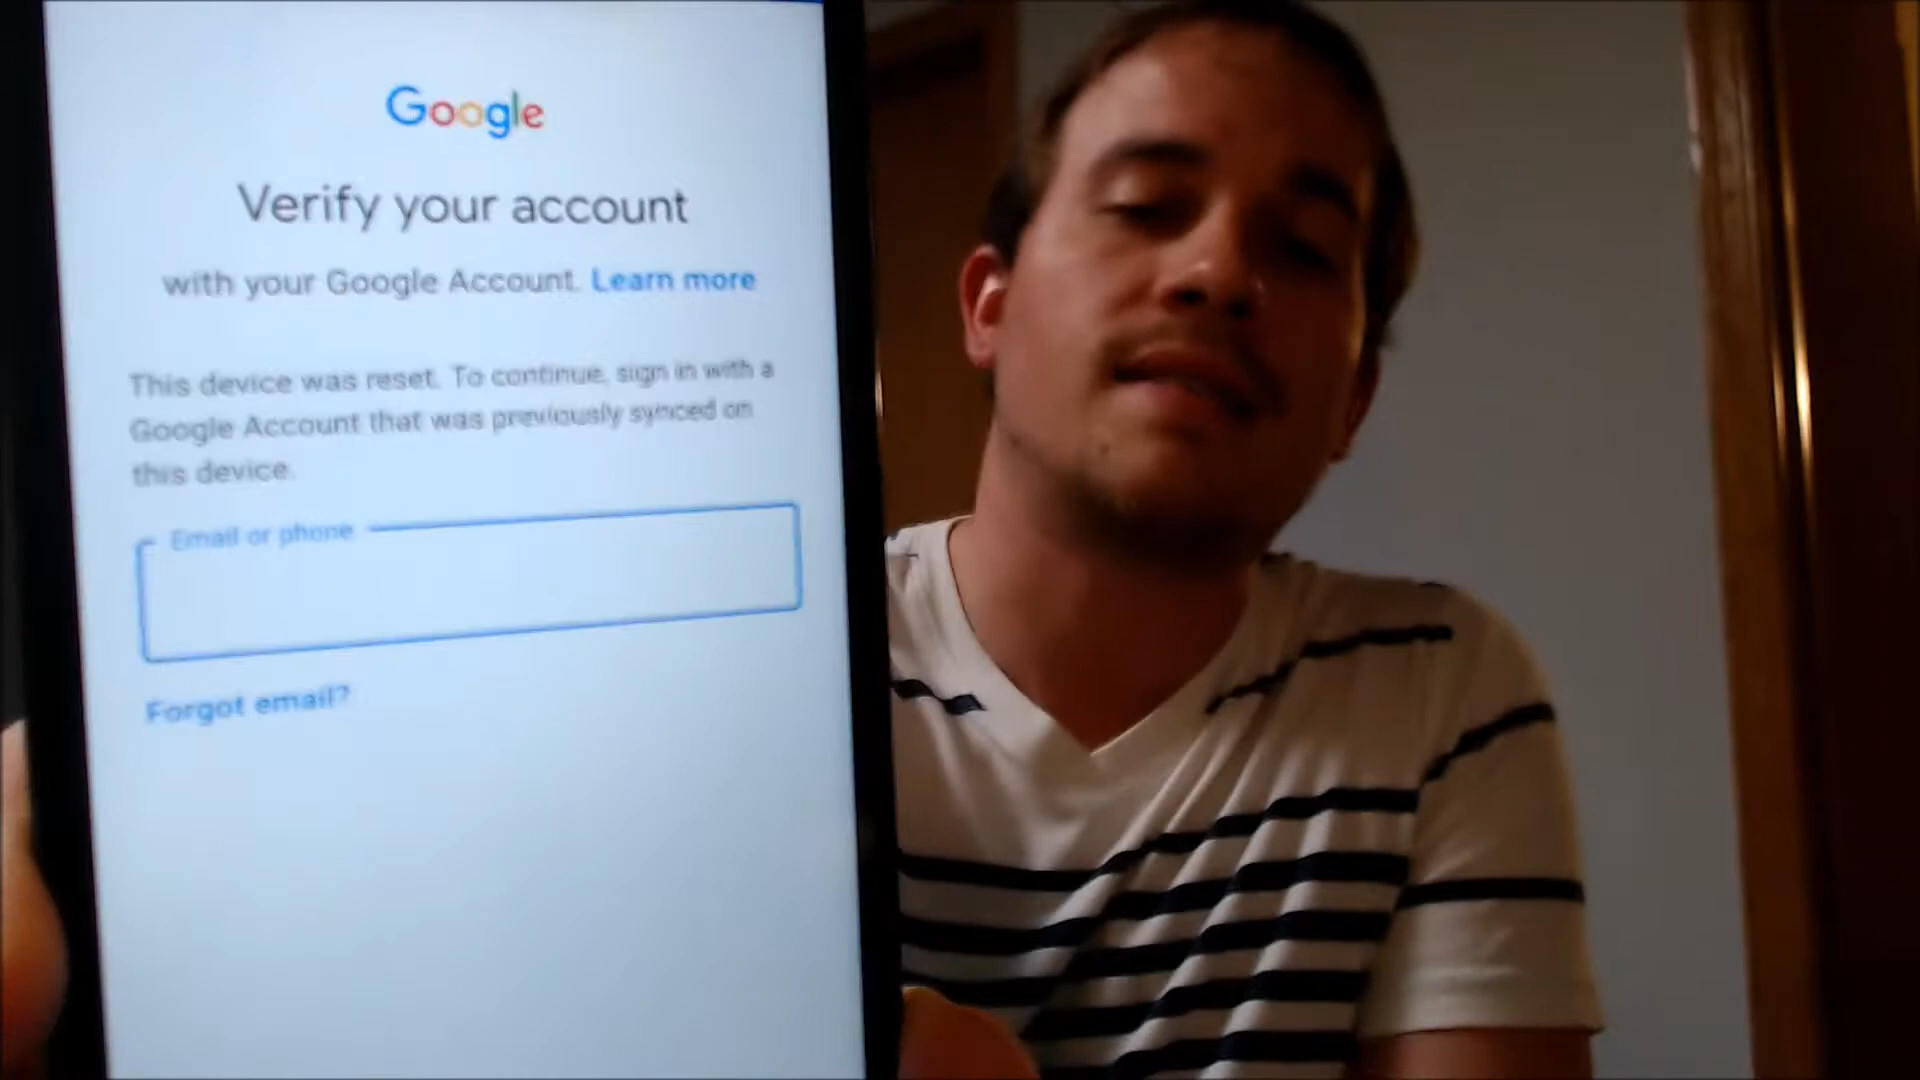 Google
Verify your account
with your Google Account. Learn more
This device was reset. To continue, sign in with a
Google Account that was previously synced on
this device.
Email or phone
Forgot email?